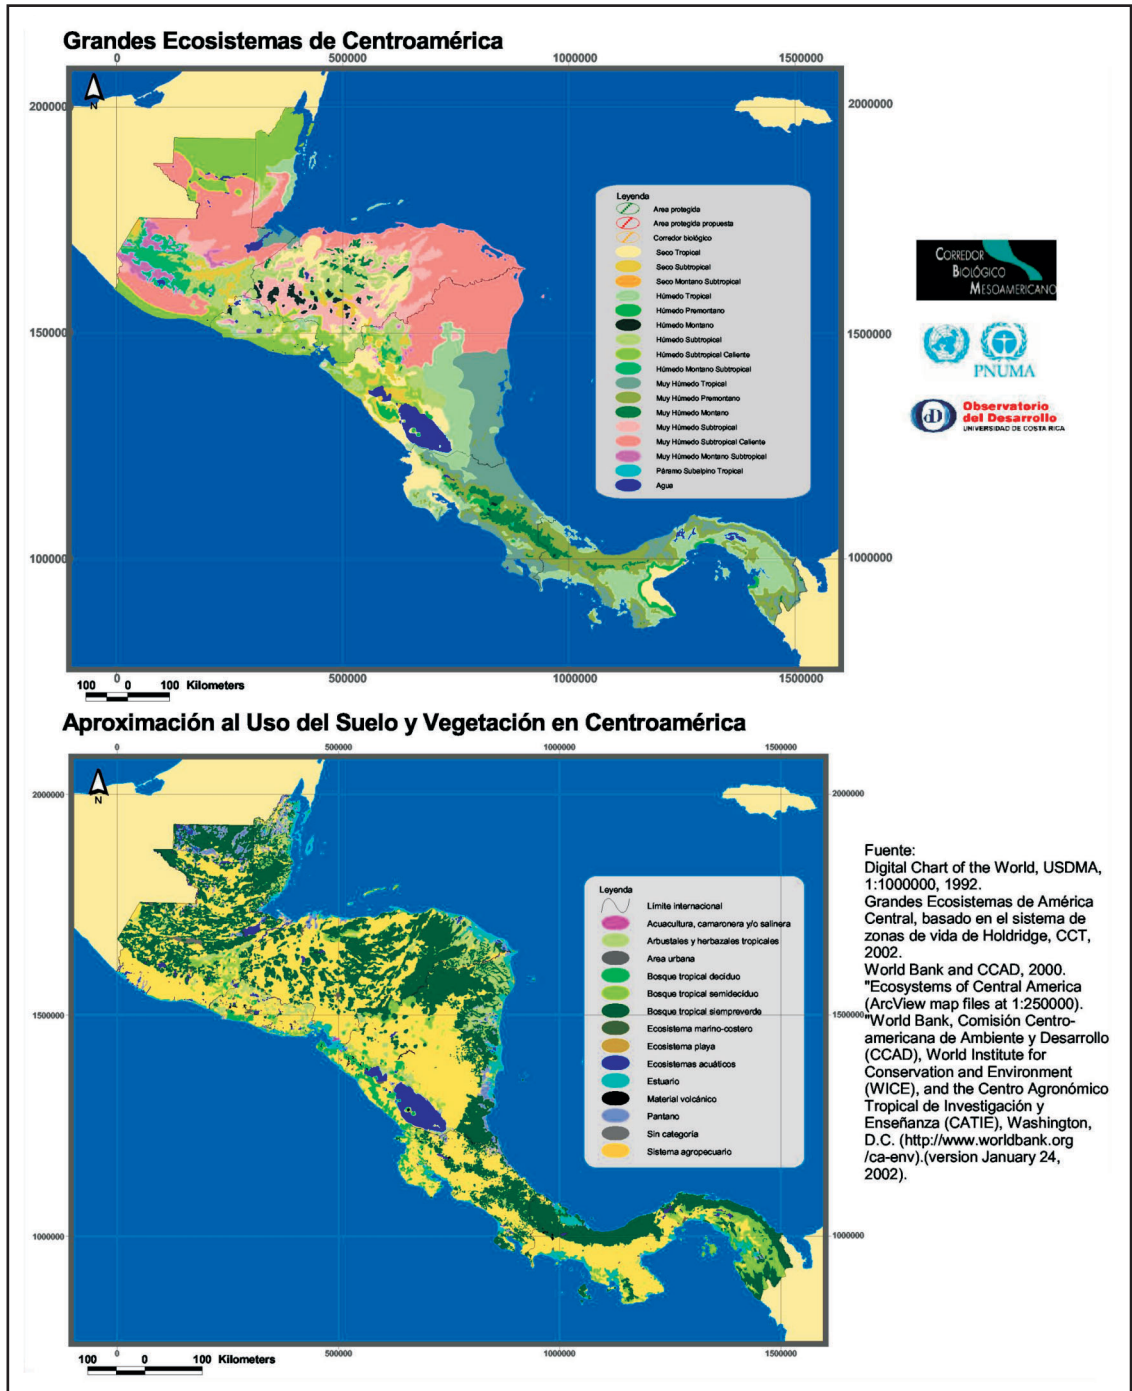 Grandes Ecosistemas de Centroamérica
0 500000 1000000 1500000
N
2000000 2000000
Leyenda
Area protegida
Area protegida propuesta
Corredor biológico
Seco Tropical
Seco Subtropical
Seco Montano Subtropical
Húmedo Tropical
Húmedo Premontano
Húmedo Montano
Húmedo Subtropical
Húmedo Subtropical Caliente
Húmedo Montano Subtropical
Muy Húmedo Tropical
Muy Húmedo Premontano
Muy Húmedo Montano
Muy Húmedo Subtropical
Muy Húmedo Subtropical Caliente
Muy Húmedo Montano Subtropical
Páramo Subalpino Tropical
Agua
CORREDOR
BIOLÓGICO
MESOAMERICANO
1500000 1500000
PNUMA
Observatorio
del Desarrollo
UNIVERSIDAD DE COSTA RICA
1000000 1000000
0 500000 1000000 1500000
100 0 100 Kilometers
Aproximación al Uso del Suelo y Vegetación en Centroamérica
0 500000 1000000 1500000
N
2000000 2000000
Leyenda
Límite internacional
Acuacultura, camaronera y/o salinera
Arbustales y herbazales tropicales
Area urbana
Bosque tropical deciduo
Bosque tropical semideciduo
Bosque tropical siempreverde
Ecosistema marino-costero
Ecosistema playa
Ecosistemas acuáticos
Estuario
Material volcánico
Pantano
Sin categoría
Sistema agropecuario
1500000 1500000
1000000 1000000
0 500000 1000000 1500000
100 0 100 Kilometers
Fuente:
Digital Chart of the World, USDMA,
1:1000000, 1992.
Grandes Ecosistemas de América
Central, basado en el sistema de
zonas de vida de Holdridge, CCT,
2002.
World Bank and CCAD, 2000.
"Ecosystems of Central America
(ArcView map files at 1:250000).
"World Bank, Comisión Centro-
americana de Ambiente y Desarrollo
(CCAD), World Institute for
Conservation and Environment
(WICE), and the Centro Agronómico
Tropical de Investigación y
Enseñanza (CATIE), Washington,
D.C. (http://www.worldbank.org
/ca-env).(version January 24,
2002).